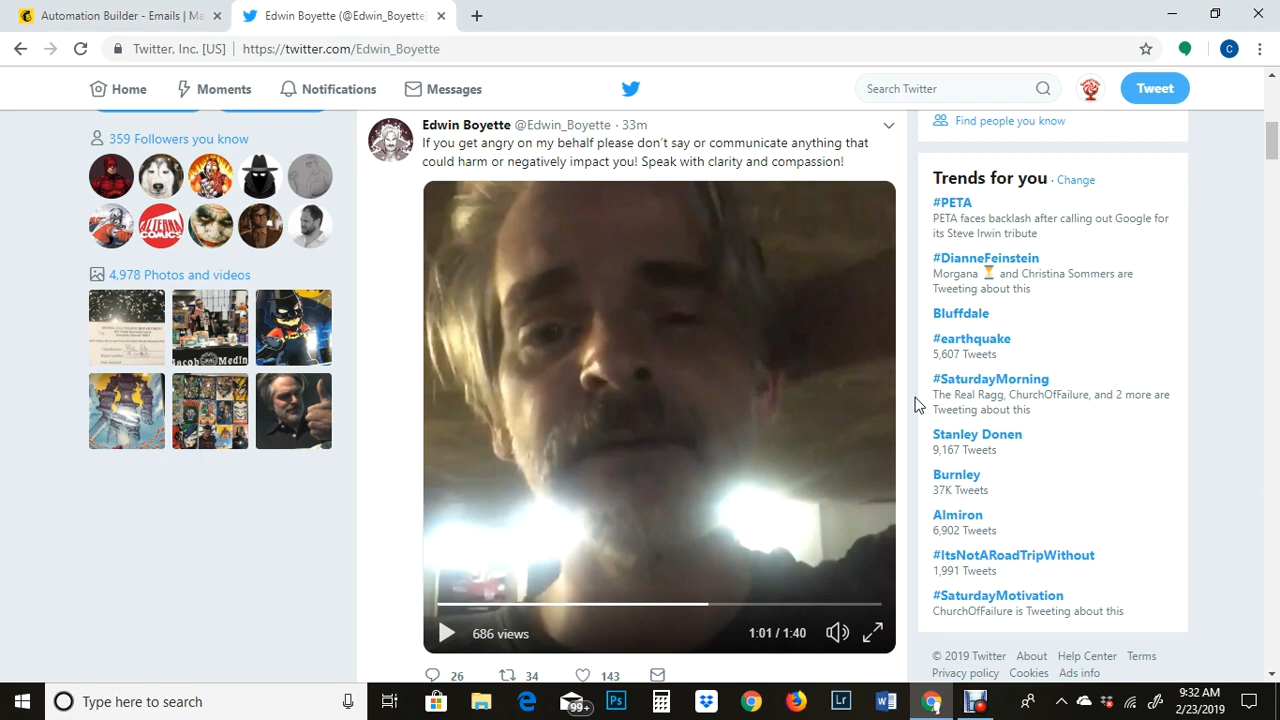 Automation Builder - Emails | Ma
Edwin Boyette (@Edwin_Boyette)
Twitter, Inc. [US] | https://twitter.com/Edwin_Boyette
C
Home
Moments
Notifications
Messages
Search Twitter
Tweet
359 Followers you know
ALTERNA
COMICS
4,978 Photos and videos
Edwin Boyette @Edwin_Boyette · 33m
If you get angry on my behalf please don't say or communicate anything that
could harm or negatively impact you! Speak with clarity and compassion!
686 views
1:01 / 1:40
26
34
143
Find people you know
Trends for you · Change
#PETA
PETA faces backlash after calling out Google for
its Steve Irwin tribute
#DianneFeinstein
Morgana ⏳ and Christina Sommers are
Tweeting about this
Bluffdale
#earthquake
5,607 Tweets
#SaturdayMorning
The Real Ragg, ChurchOfFailure, and 2 more are
Tweeting about this
Stanley Donen
9,167 Tweets
Burnley
37K Tweets
Almiron
6,902 Tweets
#ItsNotARoadTripWithout
1,991 Tweets
#SaturdayMotivation
ChurchOfFailure is Tweeting about this
© 2019 Twitter About Help Center Terms
Privacy policy Cookies Ads info
Type here to search
99+
Ps
Lr
9:32 AM
2/23/2019